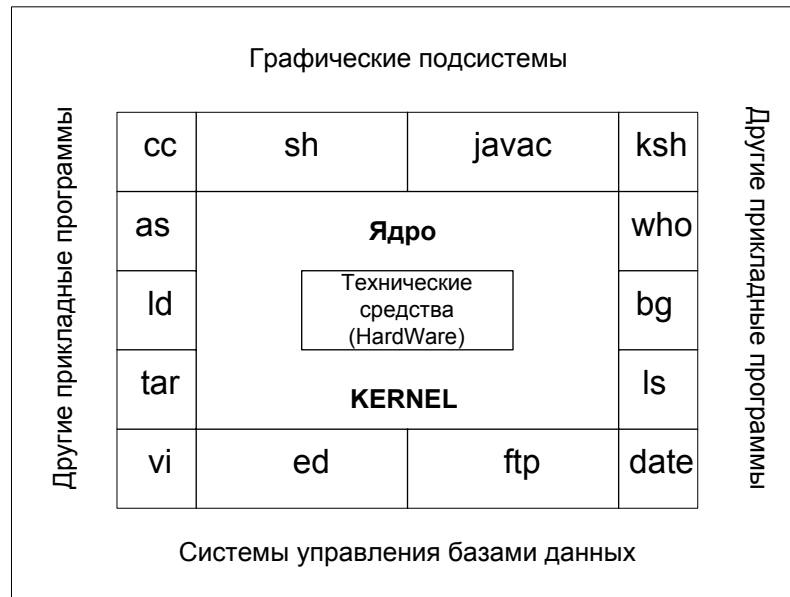 Графические подсистемы
Другие прикладные программы
cc
sh
javac
ksh
as
Ядро
who
ld
Технические
средства
(HardWare)
bg
tar
KERNEL
ls
vi
ed
ftp
date
Другие прикладные программы
Системы управления базами данных